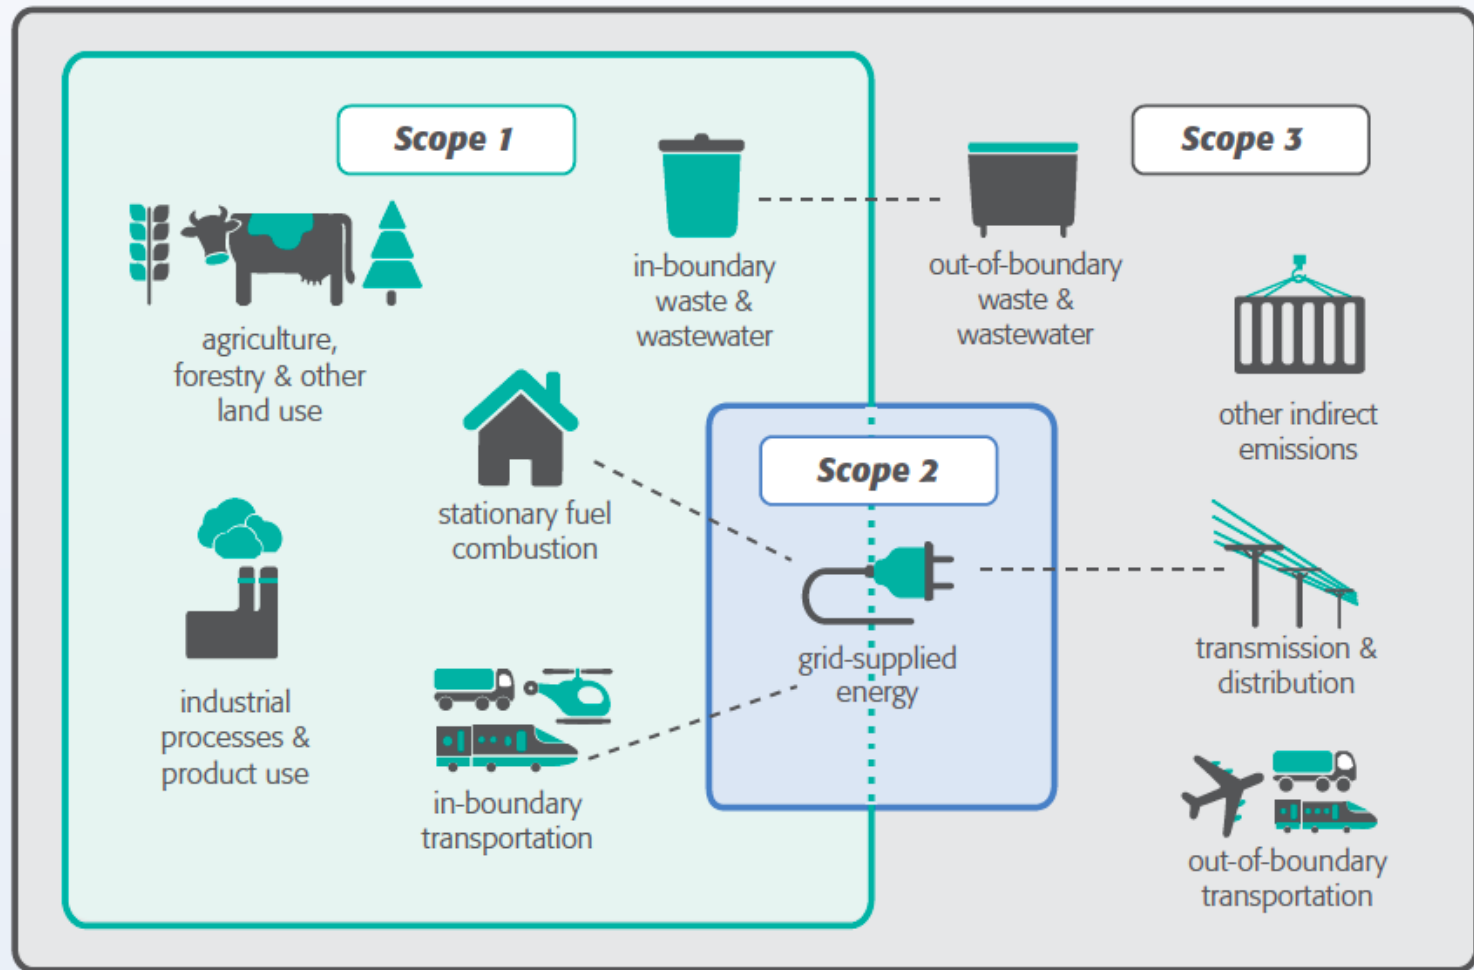 Scope 1
Scope 3
in-boundary
waste &
wastewater
out-of-boundary
waste &
wastewater
agriculture,
forestry & other
land use
other indirect
emissions
Scope 2
stationary fuel
combustion
grid-supplied
energy
transmission &
distribution
industrial
processes &
product use
in-boundary
transportation
out-of-boundary
transportation